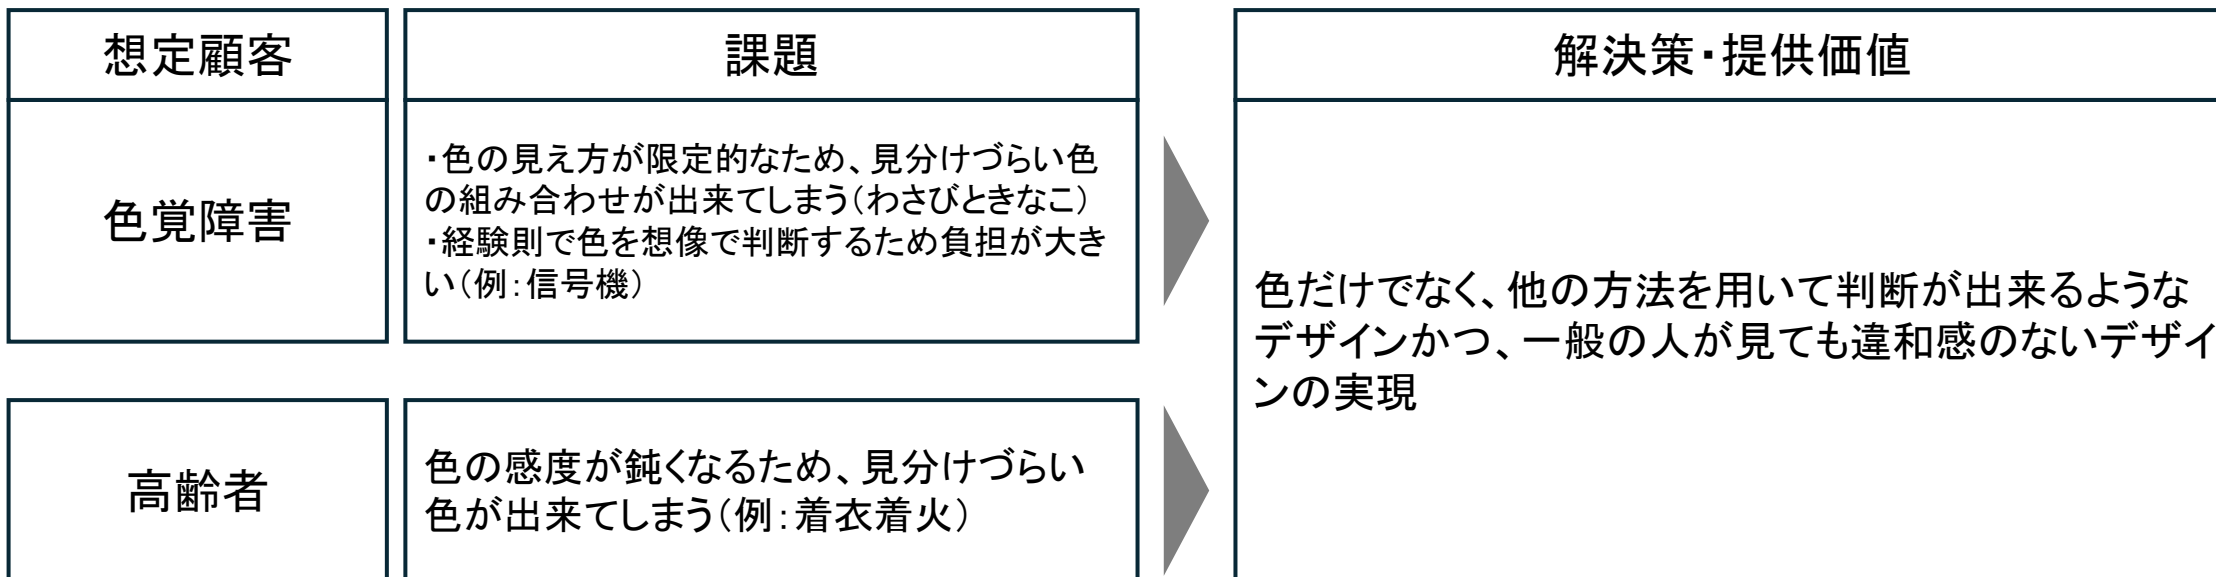 想定顧客
課題
解決策・提供価値
色覚障害
・色の見え方が限定的なため、見分けづらい色
の組み合わせが出来てしまう（わさびときなこ）
・経験則で色を想像で判断するため負担が大き
い（例：信号機）
色だけでなく、他の方法を用いて判断が出来るような
デザインかつ、一般の人が見ても違和感のないデザイ
ンの実現
高齢者
色の感度が鈍くなるため、見分けづらい
色が出来てしまう（例：着衣着火）